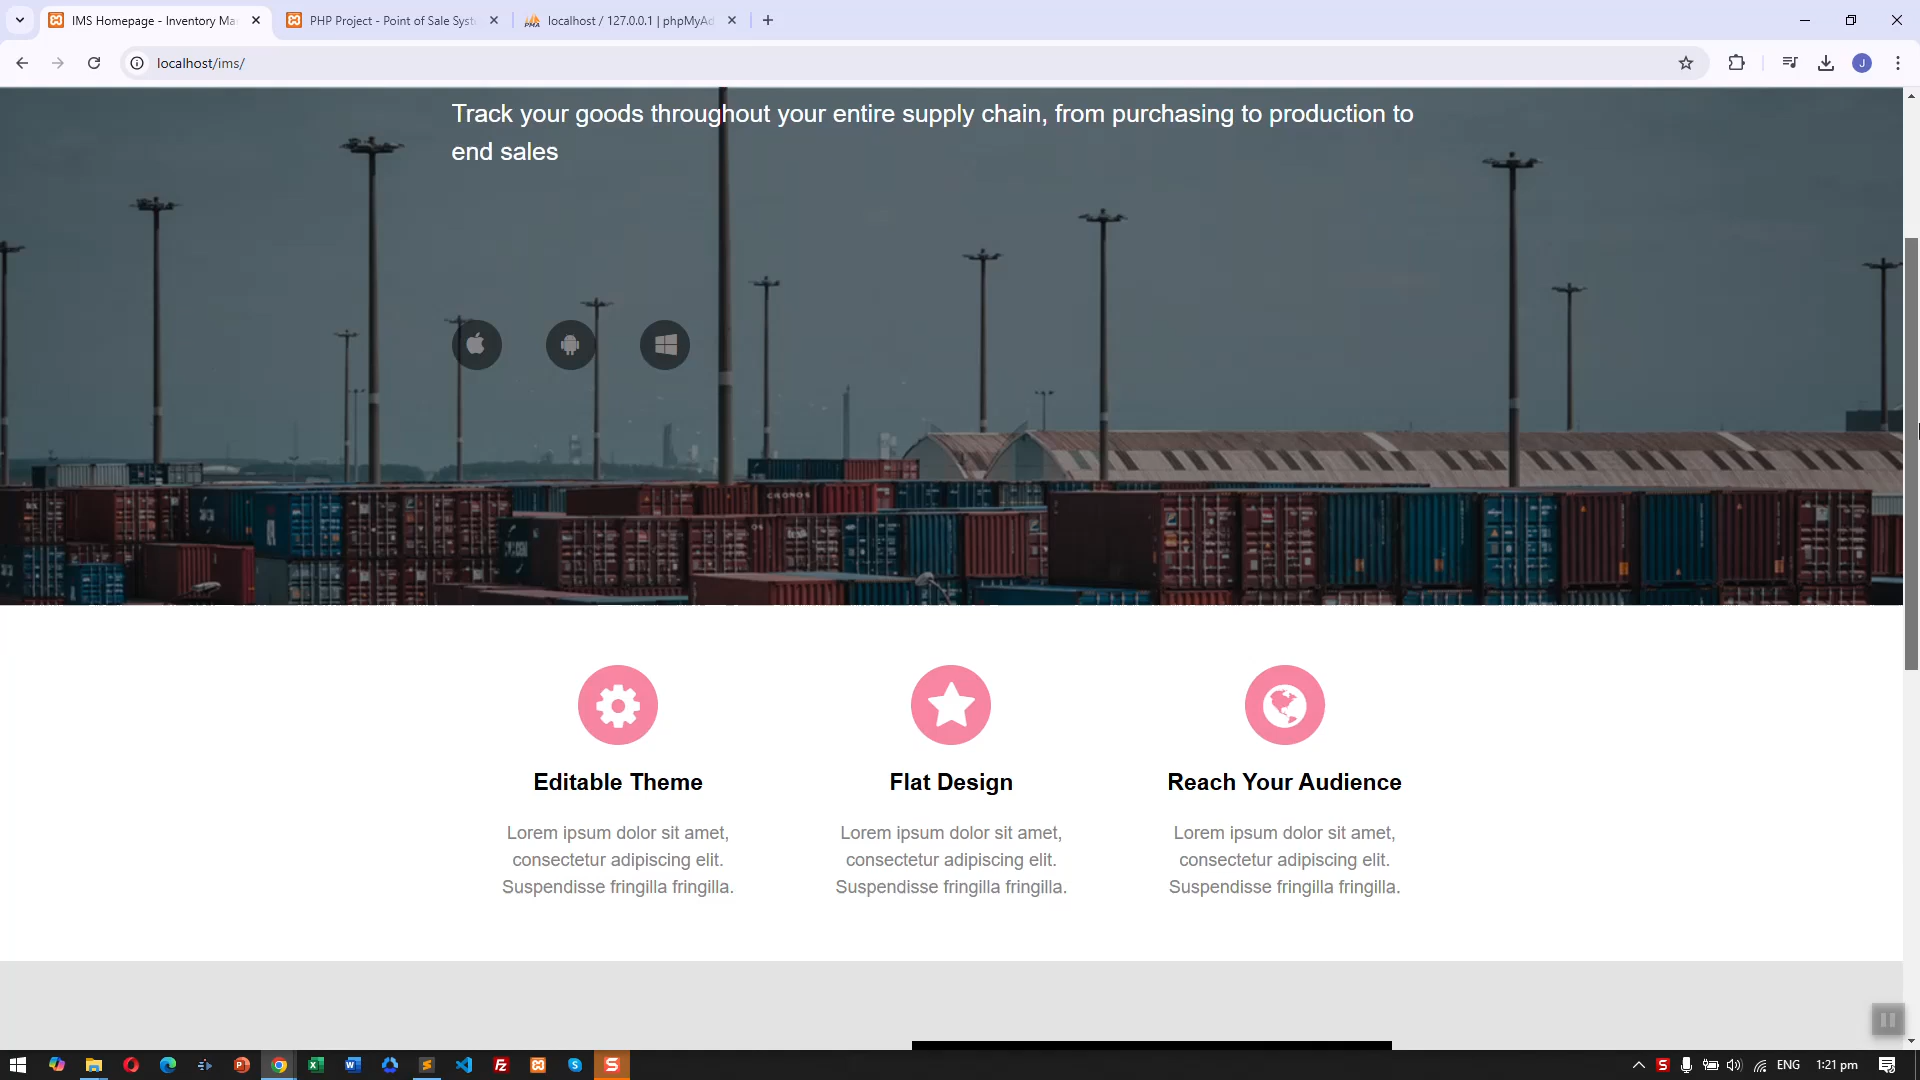 IMS Homepage - Inventory Ma
PHP Project - Point of Sale Syst
localhost / 127.0.0.1 | phpMyAd
localhost/ims/
J
Track your goods throughout your entire supply chain, from purchasing to production to
end sales
Editable Theme
Flat Design
Reach Your Audience
Lorem ipsum dolor sit amet,
consectetur adipiscing elit.
Suspendisse fringilla fringilla.
Lorem ipsum dolor sit amet,
consectetur adipiscing elit.
Suspendisse fringilla fringilla.
Lorem ipsum dolor sit amet,
consectetur adipiscing elit.
Suspendisse fringilla fringilla.
ENG
1:21 pm